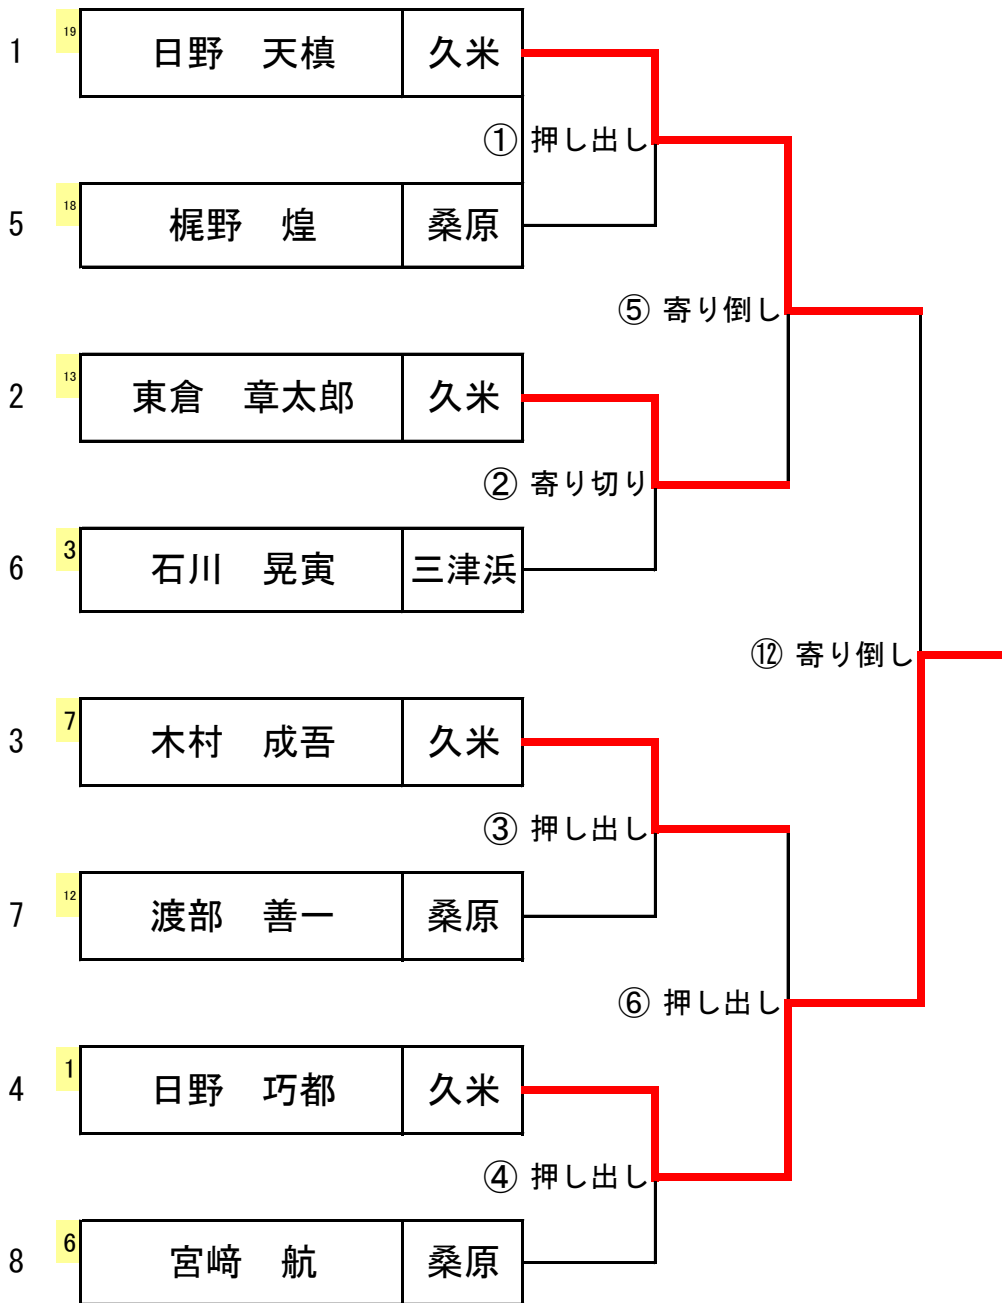 1 19 日野 天槙 久米
① 押し出し
5 18 梶野 煌 桑原
⑤ 寄り倒し
2 13 東倉 章太郎 久米
② 寄り切り
6 3 石川 晃寅 三津浜
⑫ 寄り倒し
3 7 木村 成吾 久米
③ 押し出し
7 12 渡部 善一 桑原
⑥ 押し出し
4 1 日野 巧都 久米
④ 押し出し
8 6 宮﨑 航 桑原